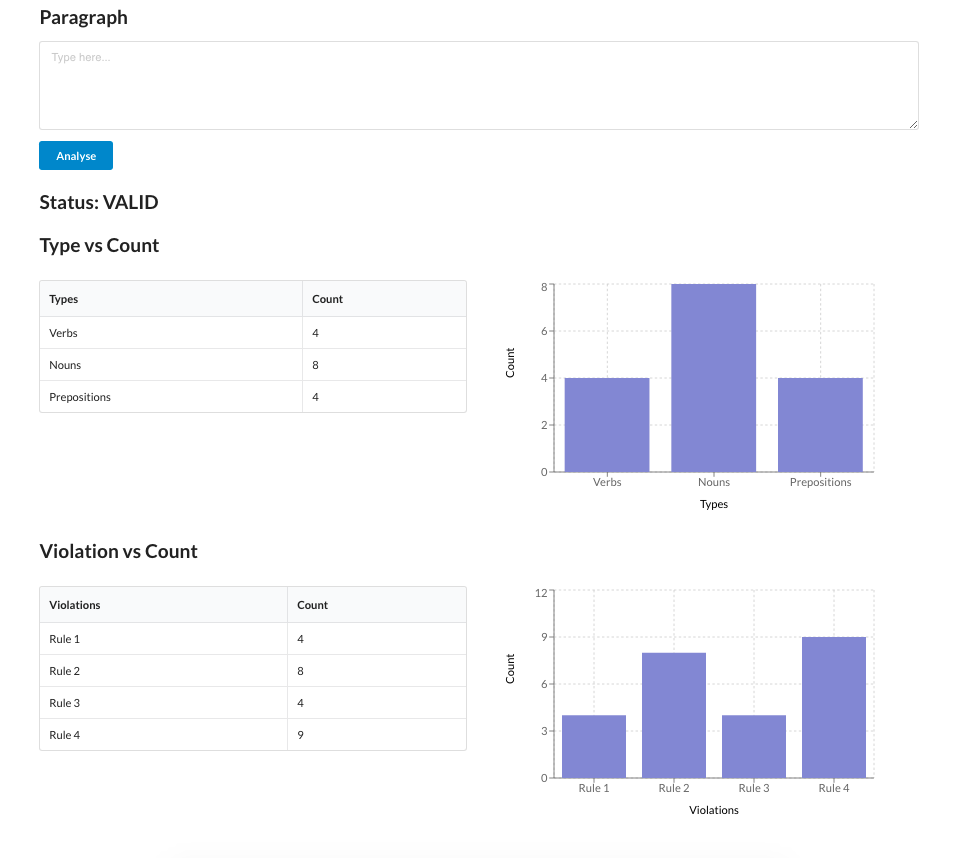 Paragraph
Type here...
Analyse
Status: VALID
Type vs Count
Types Count
Verbs 4
Nouns 8
Prepositions 4
8
6
4
2
0
Count
Verbs Nouns Prepositions
Types
Violation vs Count
Violations Count
Rule 1 4
Rule 2 8
Rule 3 4
Rule 4 9
12
9
6
3
0
Count
Rule 1 Rule 2 Rule 3 Rule 4
Violations